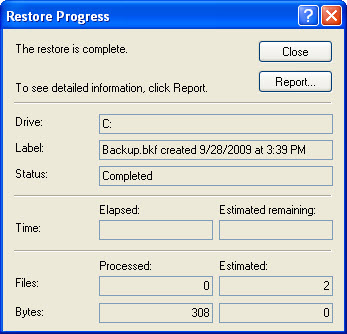 Restore Progress
The restore is complete.
Close
To see detailed information, click Report.
Report...
Drive: C:
Label: Backup.bkf created 9/28/2009 at 3:39 PM
Status: Completed
Elapsed: Estimated remaining:
Time:
Processed: Estimated:
Files: 0 2
Bytes: 308 0